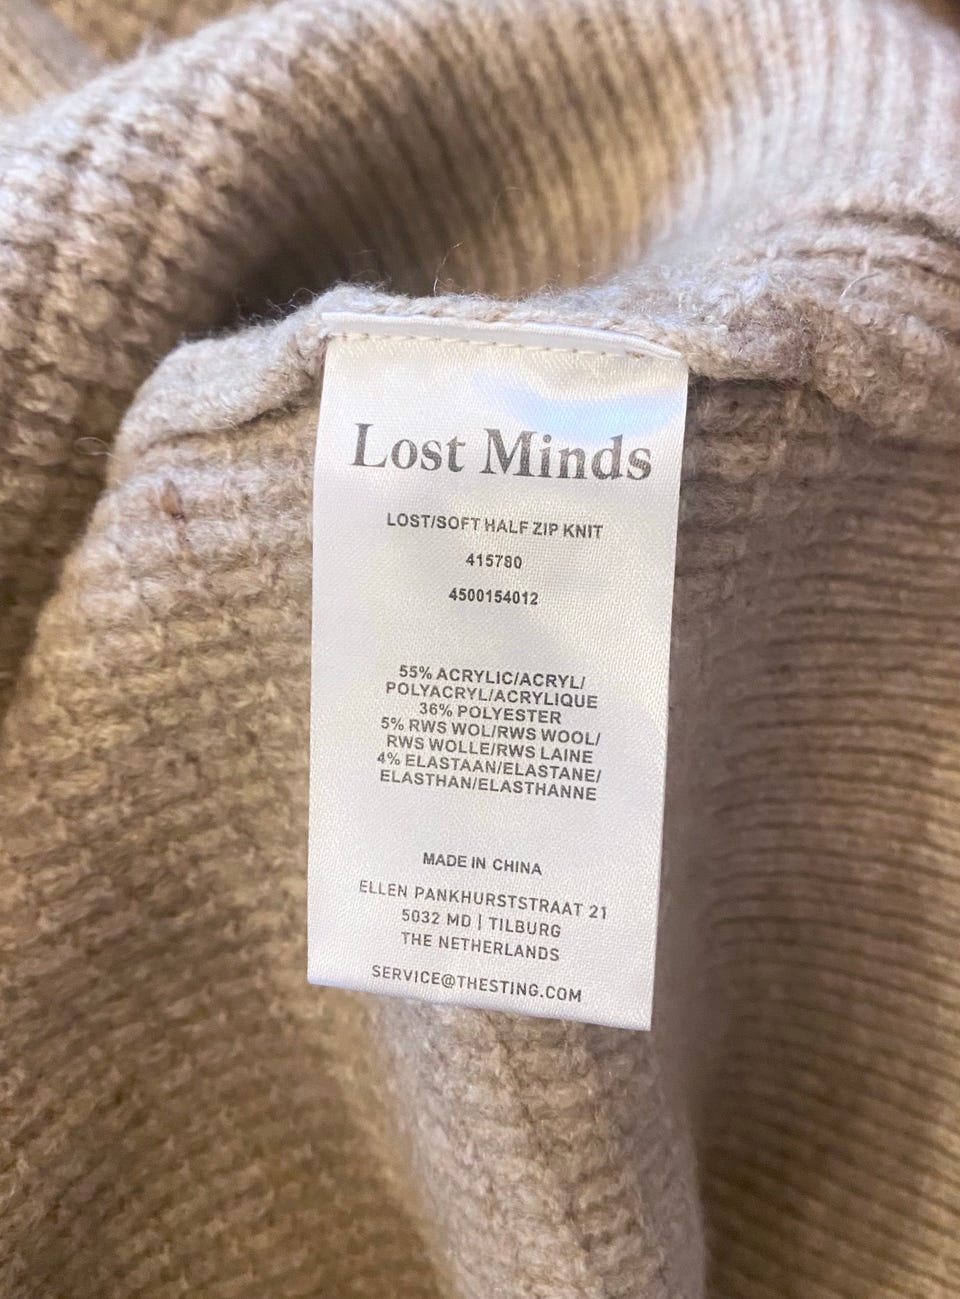 Lost Minds
LOST/SOFT HALF ZIP KNIT
415780
4500154012
55% ACRYLIC/ACRYL/
POLYACRYL/ACRYLIQUE
36% POLYESTER
5% RWS WOL/RWS WOOL/
RWS WOLLE/RWS LAINE
4% ELASTAAN/ELASTANE/
ELASTHAN/ELASTHANNE
MADE IN CHINA
ELLEN PANKHURSTSTRAAT 21
5032 MD | TILBURG
THE NETHERLANDS
SERVICE@THESTING.COM